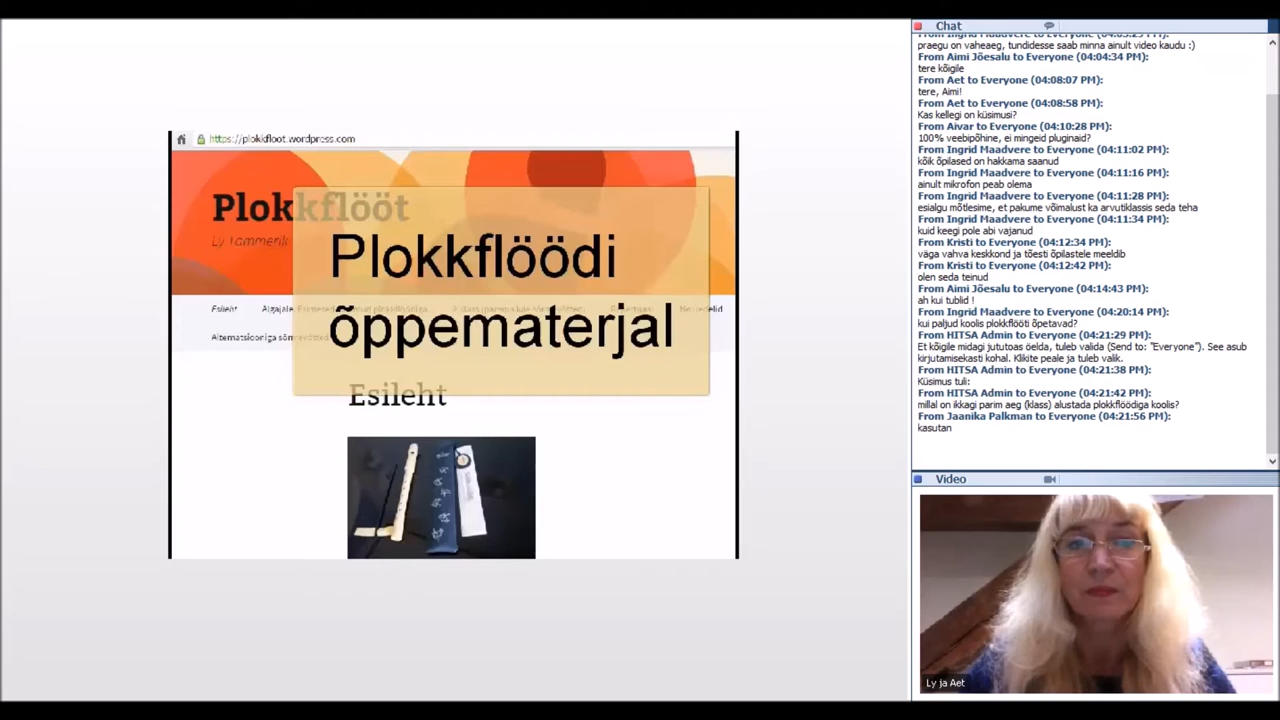 https://plokkfloot.wordpress.com
Plokkflööt
Ly Tammerik
Plokkflöödi
õppematerjal
Esileht
Esileht
Chat
From Ingrid Maadvere to Everyone
praegu on vaheaeg, tundidesse saab minna ainult video kaudu :)
From Aimi Jõesalu to Everyone (04:04:34 PM):
tere kõigile
From Aet to Everyone (04:08:07 PM):
tere, Aimi!
From Aet to Everyone (04:08:58 PM):
Kas kellegi on küsimusi?
From Aivar to Everyone (04:10:28 PM):
100% veebipõhine, ei mingeid pluginaid?
From Ingrid Maadvere to Everyone (04:11:02 PM):
kõik õpilased on hakkama saanud
From Ingrid Maadvere to Everyone (04:11:16 PM):
ainult mikrofon peab olema
From Ingrid Maadvere to Everyone (04:11:28 PM):
esialgu mõtlesime, et pakume võimalust ka arvutiklassis seda teha
From Ingrid Maadvere to Everyone (04:11:34 PM):
kuid keegi pole abi vajanud
From Kristi to Everyone (04:12:34 PM):
väga vahva keskkond ja tõesti õpilastele meeldib
From Kristi to Everyone (04:12:42 PM):
olen seda teinud
From Aimi Jõesalu to Everyone (04:14:43 PM):
ah kui tublid !
From Ingrid Maadvere to Everyone (04:20:14 PM):
kui paljud koolis plokkflööti õpetavad?
From HITSA Admin to Everyone (04:21:29 PM):
Et kõigile midagi jututoas öelda, tuleb valida (Send to: "Everyone"). See asub
kirjutamisekasti kohal. Klikite peale ja tuleb valik.
From HITSA Admin to Everyone (04:21:38 PM):
Küsimus tuli:
From HITSA Admin to Everyone (04:21:42 PM):
millal on ikkagi parim aeg (klass) alustada plokkflöödiga koolis?
From Jaanika Palkman to Everyone (04:21:56 PM):
kasutan
Video
Ly ja Aet